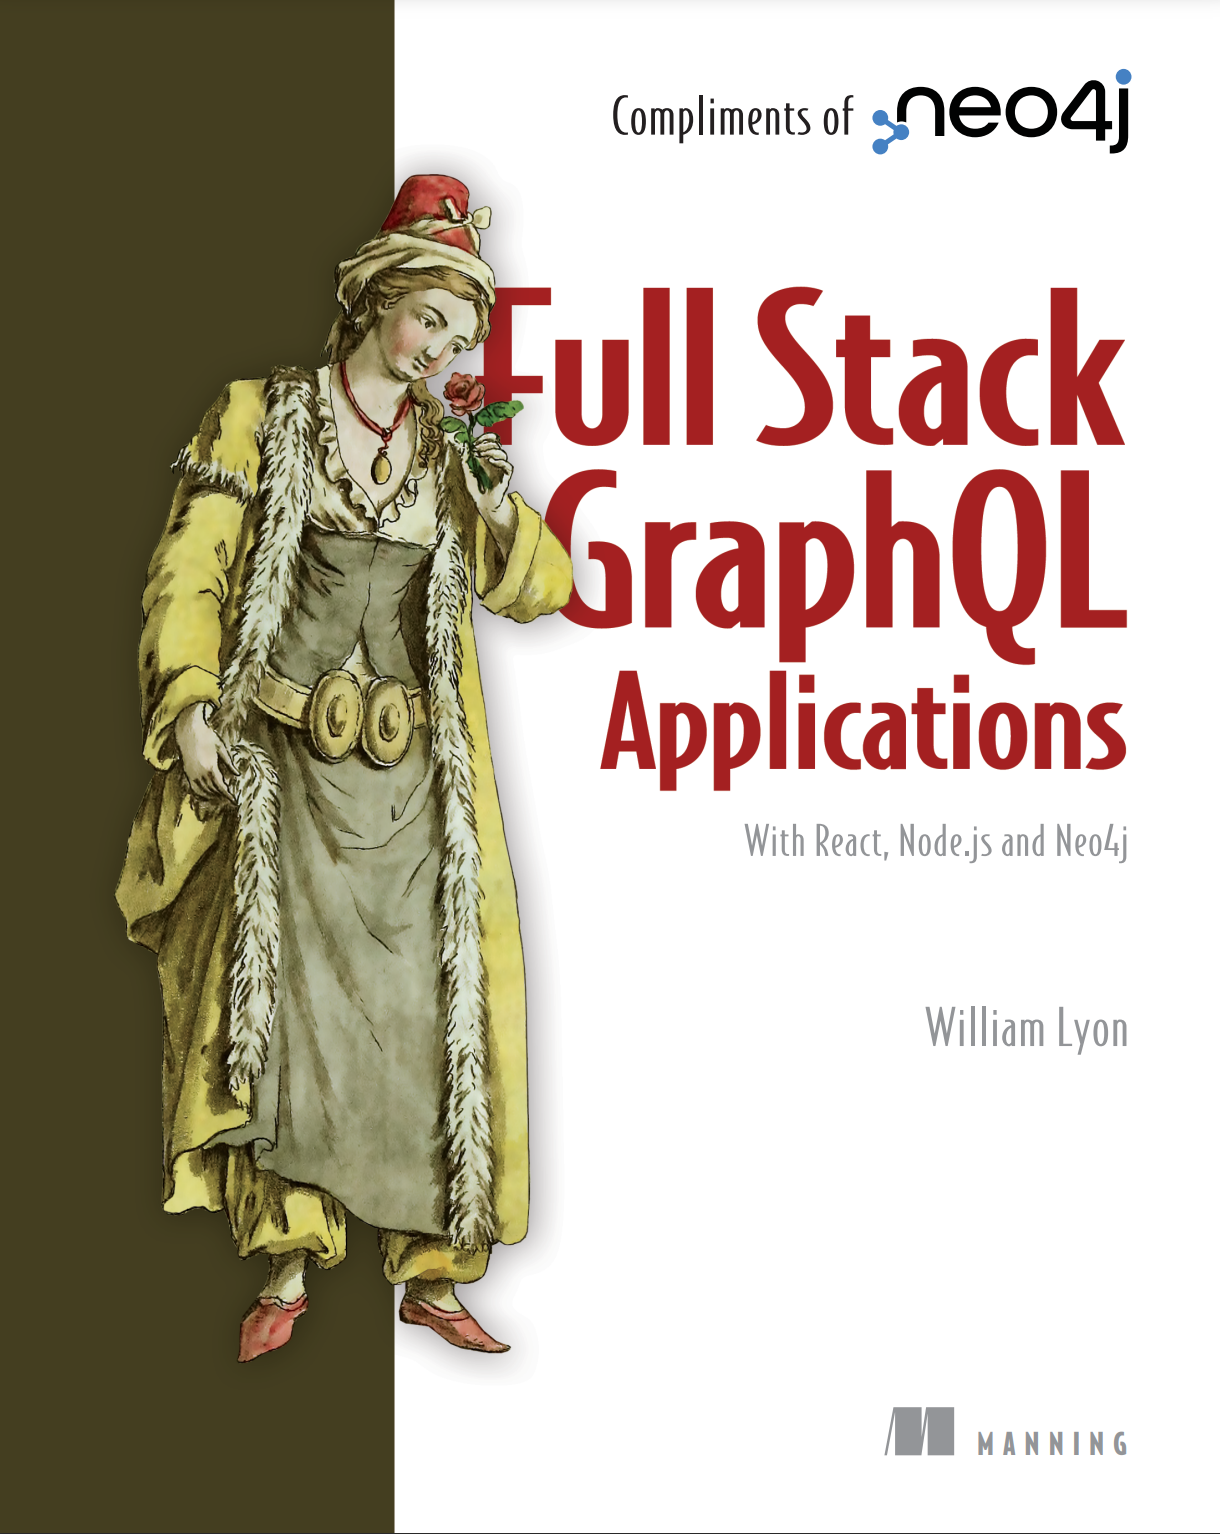 Compliments of neo4j
Full Stack
GraphQL
Applications
With React, Node.js and Neo4j
William Lyon
MANNING